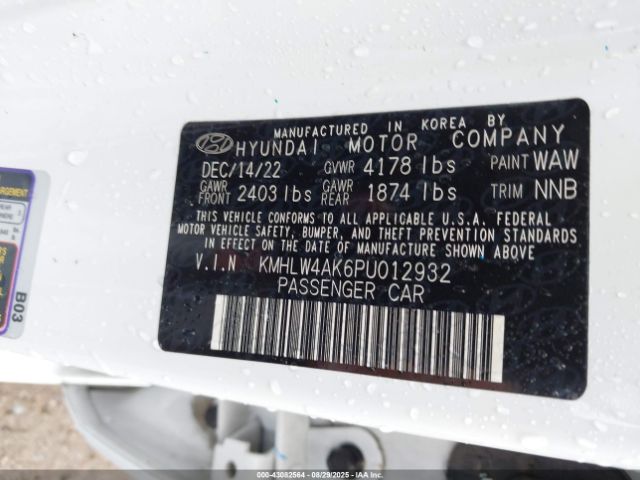 MANUFACTURED IN KOREA BY
HYUNDAI MOTOR COMPANY
DEC/14/22 GVWR 4178 lbs PAINT WAW
GAWR FRONT 2403 lbs GAWR REAR 1874 lbs TRIM NNB
THIS VEHICLE CONFORMS TO ALL APPLICABLE U.S.A. FEDERAL
MOTOR VEHICLE SAFETY, BUMPER, AND THEFT PREVENTION STANDARDS
IN EFFECT ON THE DATE OF MANUFACTURE SHOWN ABOVE
V.I.N KMHLW4AK6PU012932
PASSENGER CAR
B03
000-43082564 - 08/29/2025 - IAAI.COM